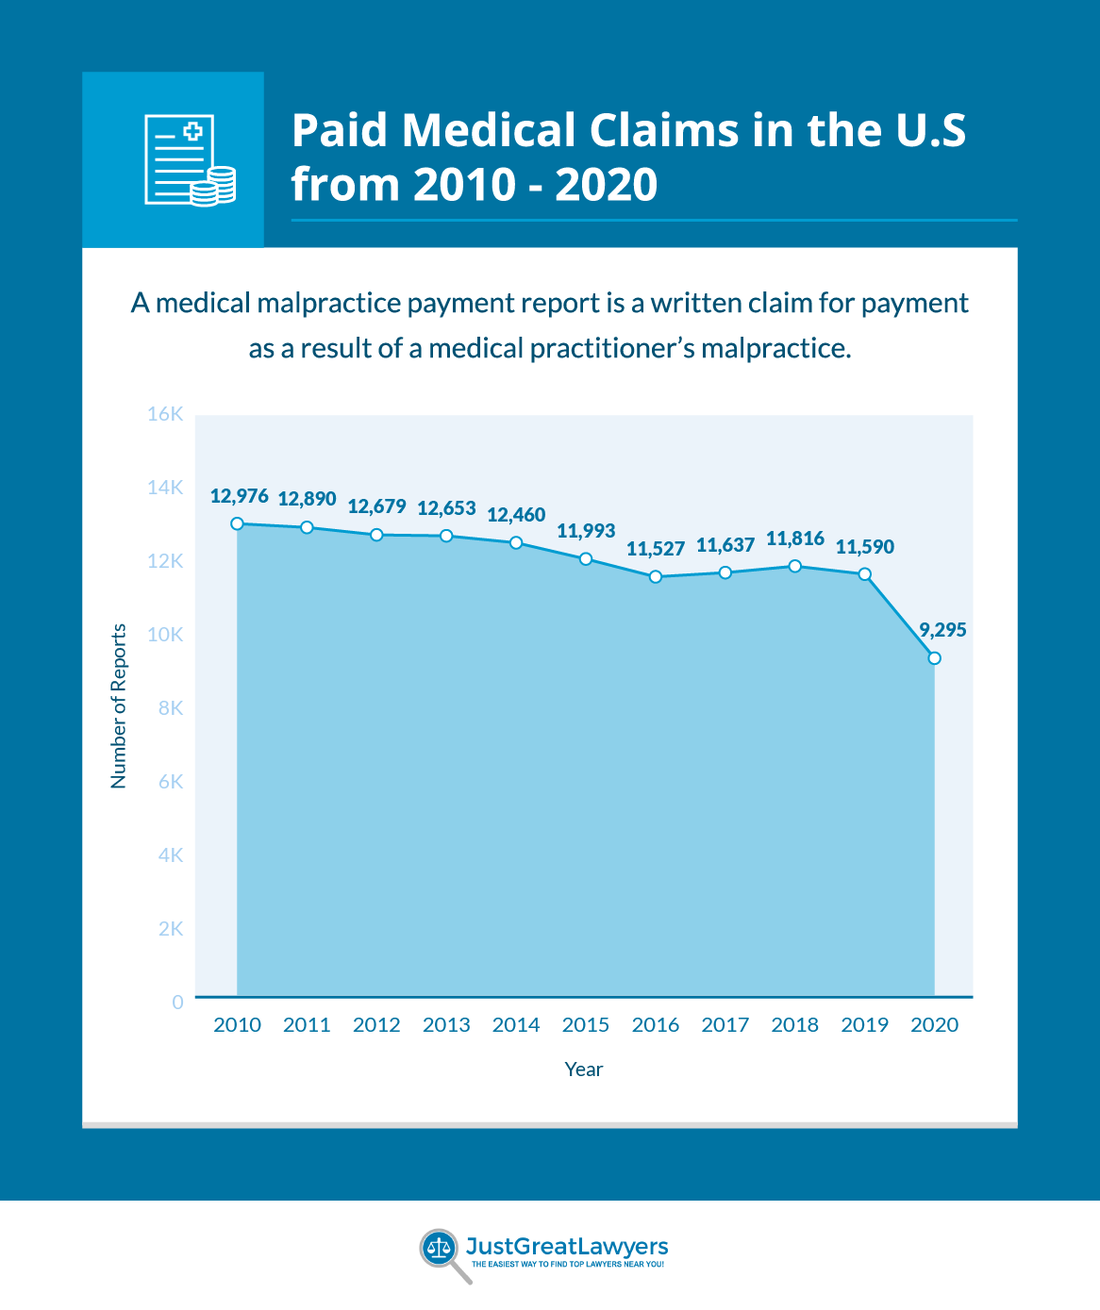 Paid Medical Claims in the U.S
from 2010 - 2020
A medical malpractice payment report is a written claim for payment
as a result of a medical practitioner’s malpractice.
16K
14K
12K
10K
8K
6K
4K
2K
0
Number of Reports
12,976
12,890
12,679
12,653
12,460
11,993
11,527
11,637
11,816
11,590
9,295
2010 2011 2012 2013 2014 2015 2016 2017 2018 2019 2020
Year
JustGreatLawyers
THE EASIEST WAY TO FIND TOP LAWYERS NEAR YOU!